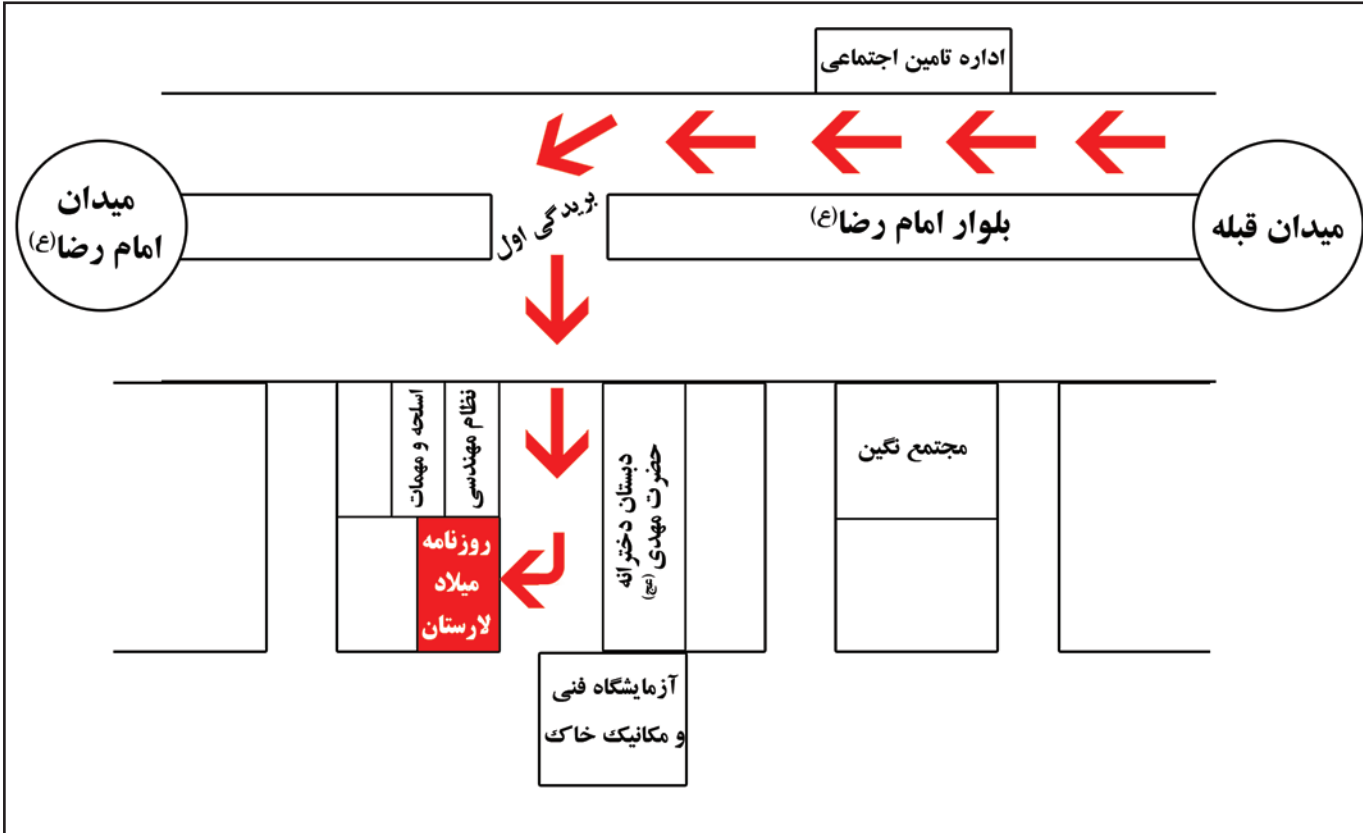 اداره تامین اجتماعی
میدان قبله
بلوار امام رضا(ع)
بریدگی اول
میدان
امام رضا(ع)
مجتمع نگین
دبستان دخترانه
حضرت مهدی (عج)
نظام مهندسی
اسلحه و مهمات
روزنامه
میلاد
لارستان
آزمایشگاه فنی
و مکانیک خاک